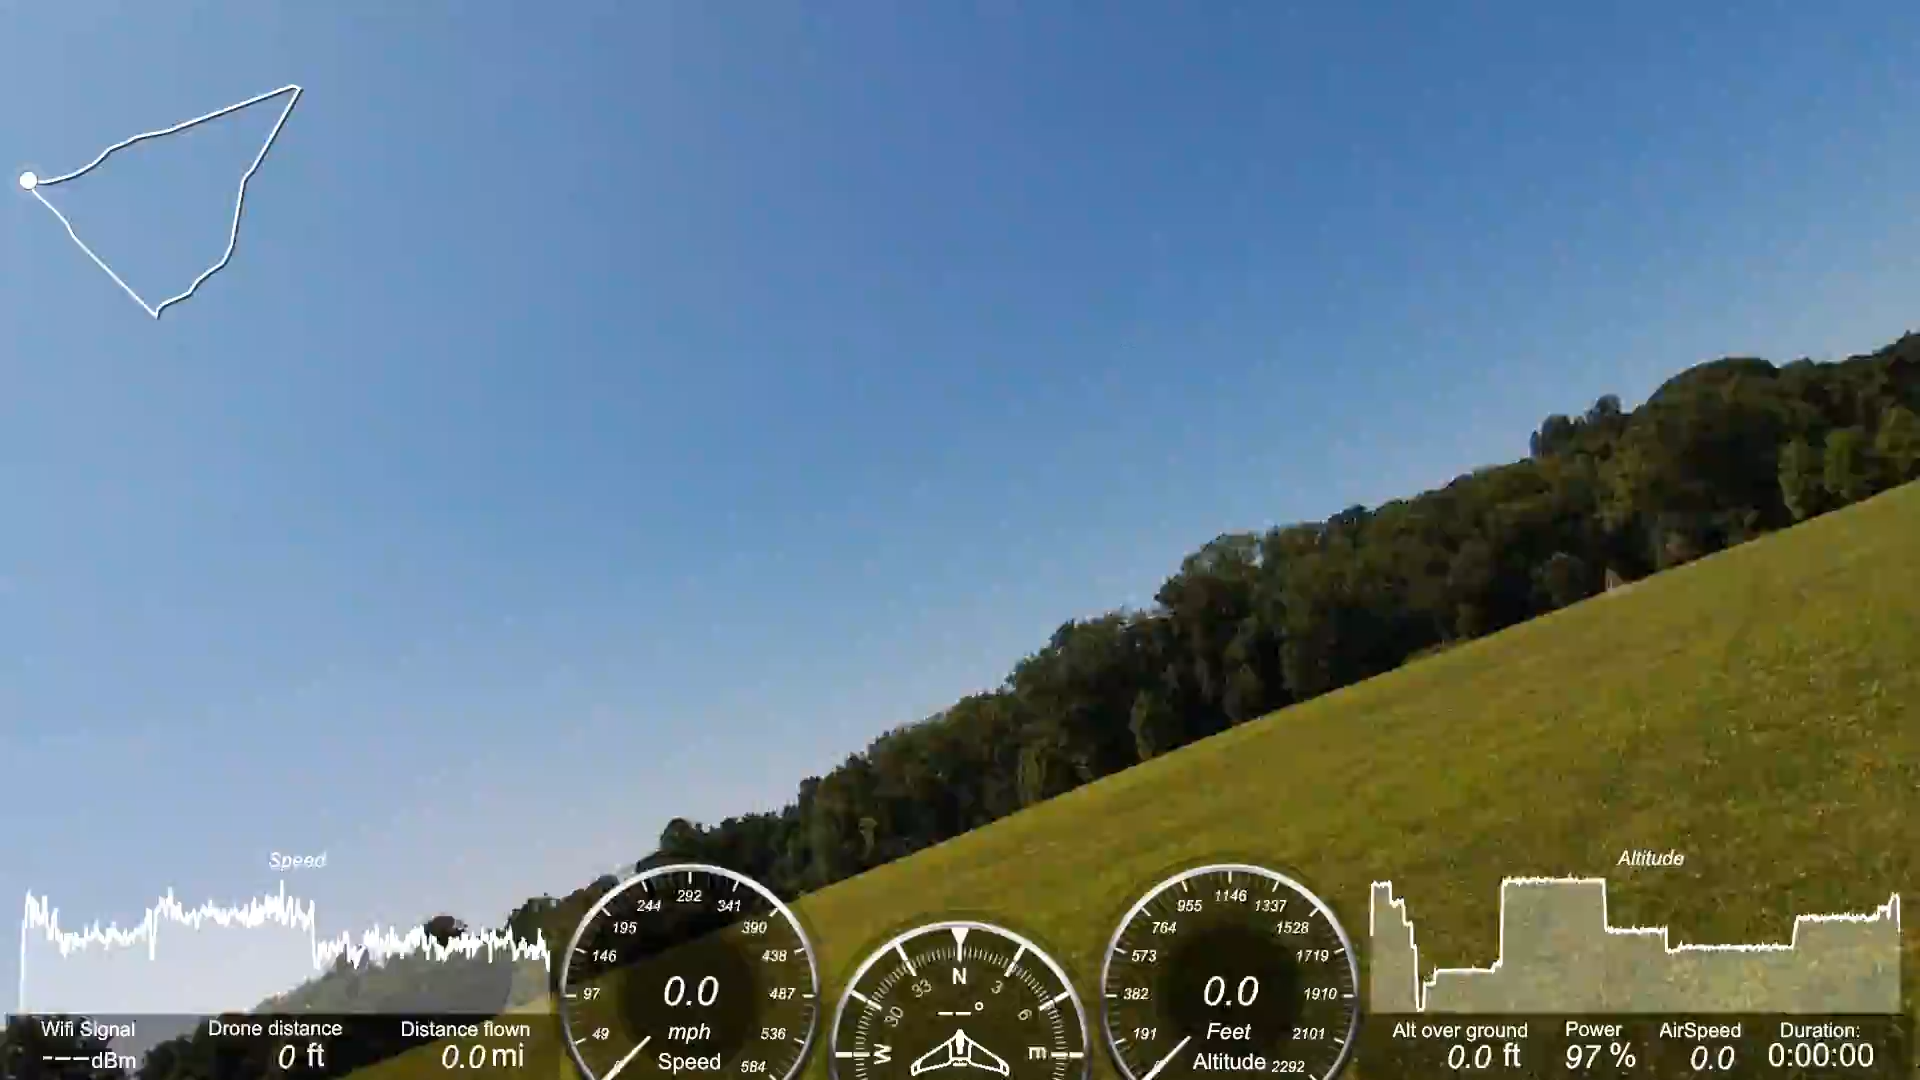 Speed
Wifi Signal
---dBm
Drone distance
0 ft
Distance flown
0.0 mi
49
97
146
195
244
292
341
390
438
487
536
584
0.0
mph
Speed
W
30
33
N
3
6
E
--°
191
382
573
764
955
1146
1337
1528
1719
1910
2101
2292
0.0
Feet
Altitude
Altitude
Alt over ground
0.0 ft
Power
97 %
AirSpeed
0.0
Duration:
0:00:00